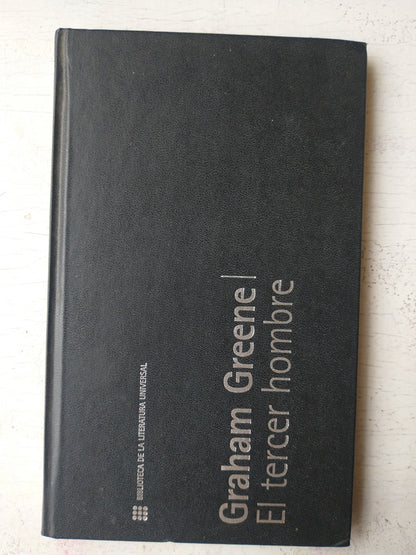 Graham Greene|
El tercer hombre
BIBLIOTECA DE LA LITERATURA UNIVERSAL